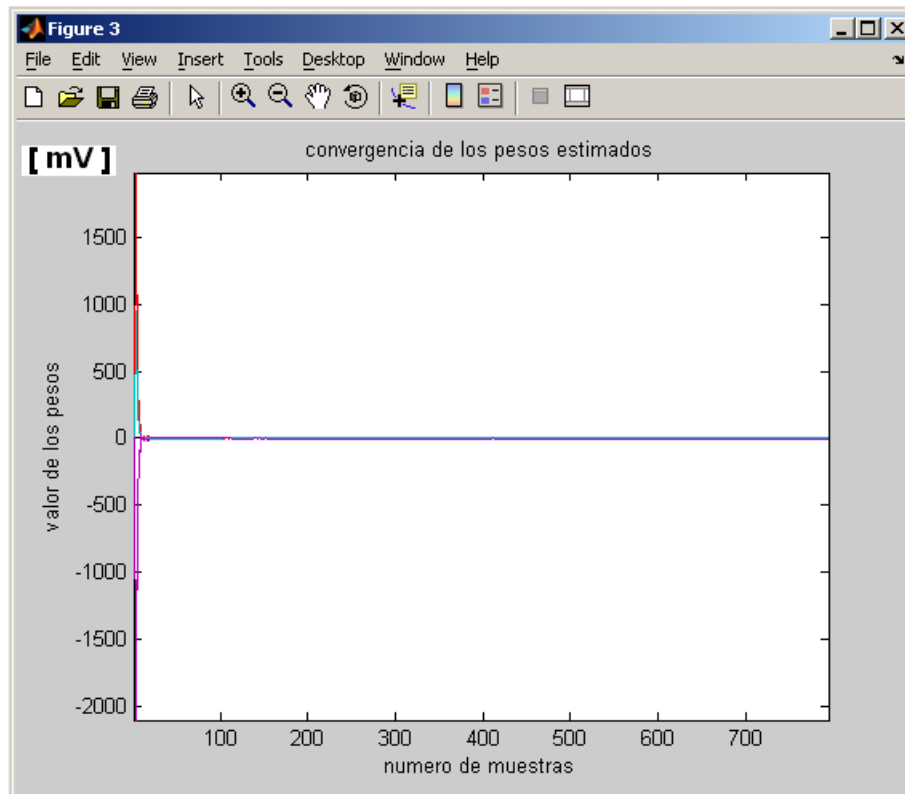 Figure 3
File Edit View Insert Tools Desktop Window Help
[ mV ]
convergencia de los pesos estimados
1500
1000
500
0
-500
-1000
-1500
-2000
valor de los pesos
100 200 300 400 500 600 700
numero de muestras